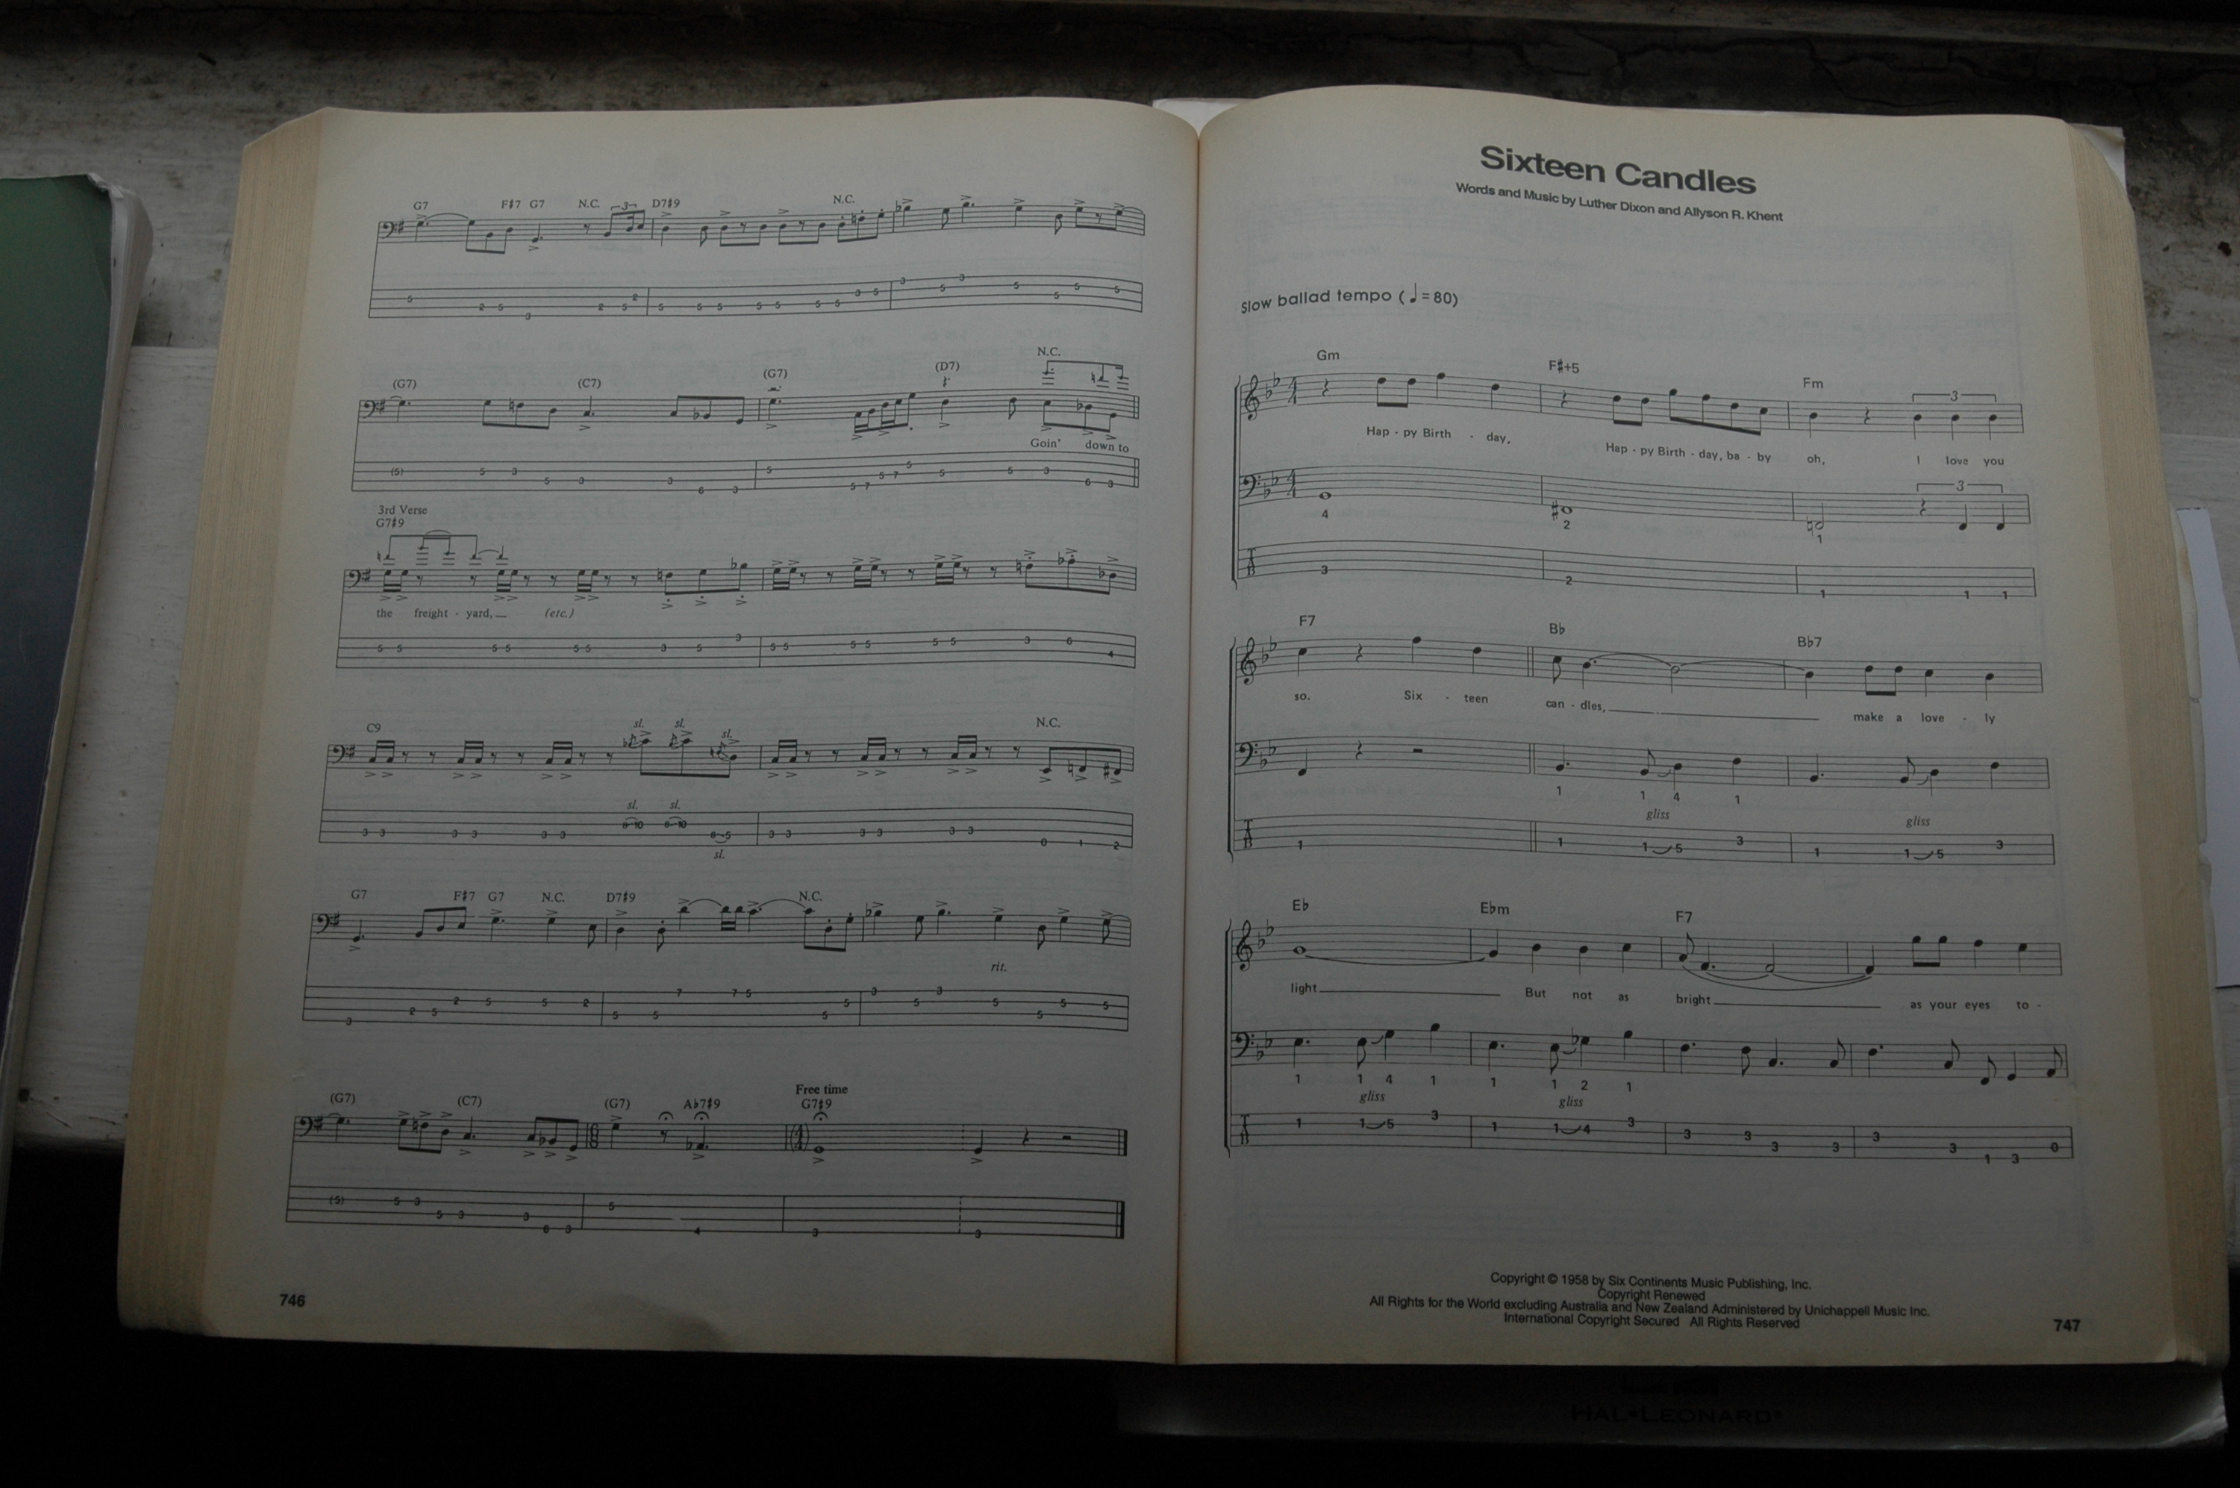 G7 F♯7 G7 N.C. 3 D7♯9 N.C.
(G7) (C7) (G7) (D7) N.C.
Goin' down to
3rd Verse
G7♯9
the freight - yard, (etc.)
C9 sl. sl. sl. N.C.
sl. sl. sl.
G7 F♯7 G7 N.C. D7♯9 N.C.
rit.
(G7) (C7) (G7) A♭7♯9 Free time
G7♯9
746
Sixteen Candles
Words and Music by Luther Dixon and Allyson R. Khent
Slow ballad tempo (♩ = 80)
Gm F♯+5 Fm
Hap - py Birth - day, Hap - py Birth - day, ba - by oh, I love you
F7 B♭ B♭7
so. Six - teen can - dles, make a love - ly
gliss gliss
E♭ E♭m F7
light But not as bright as your eyes to -
gliss gliss
Copyright © 1958 by Six Continents Music Publishing, Inc.
Copyright Renewed
All Rights for the World excluding Australia and New Zealand Administered by Unichappell Music Inc.
International Copyright Secured All Rights Reserved
747
HAL•LEONARD®